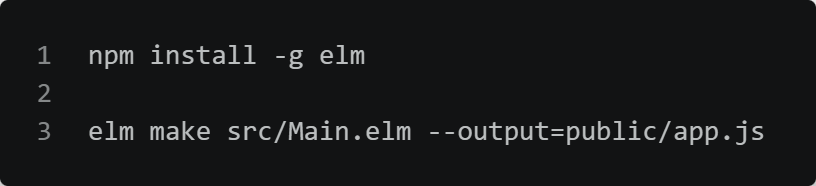 1 npm install -g elm
2
3 elm make src/Main.elm --output=public/app.js